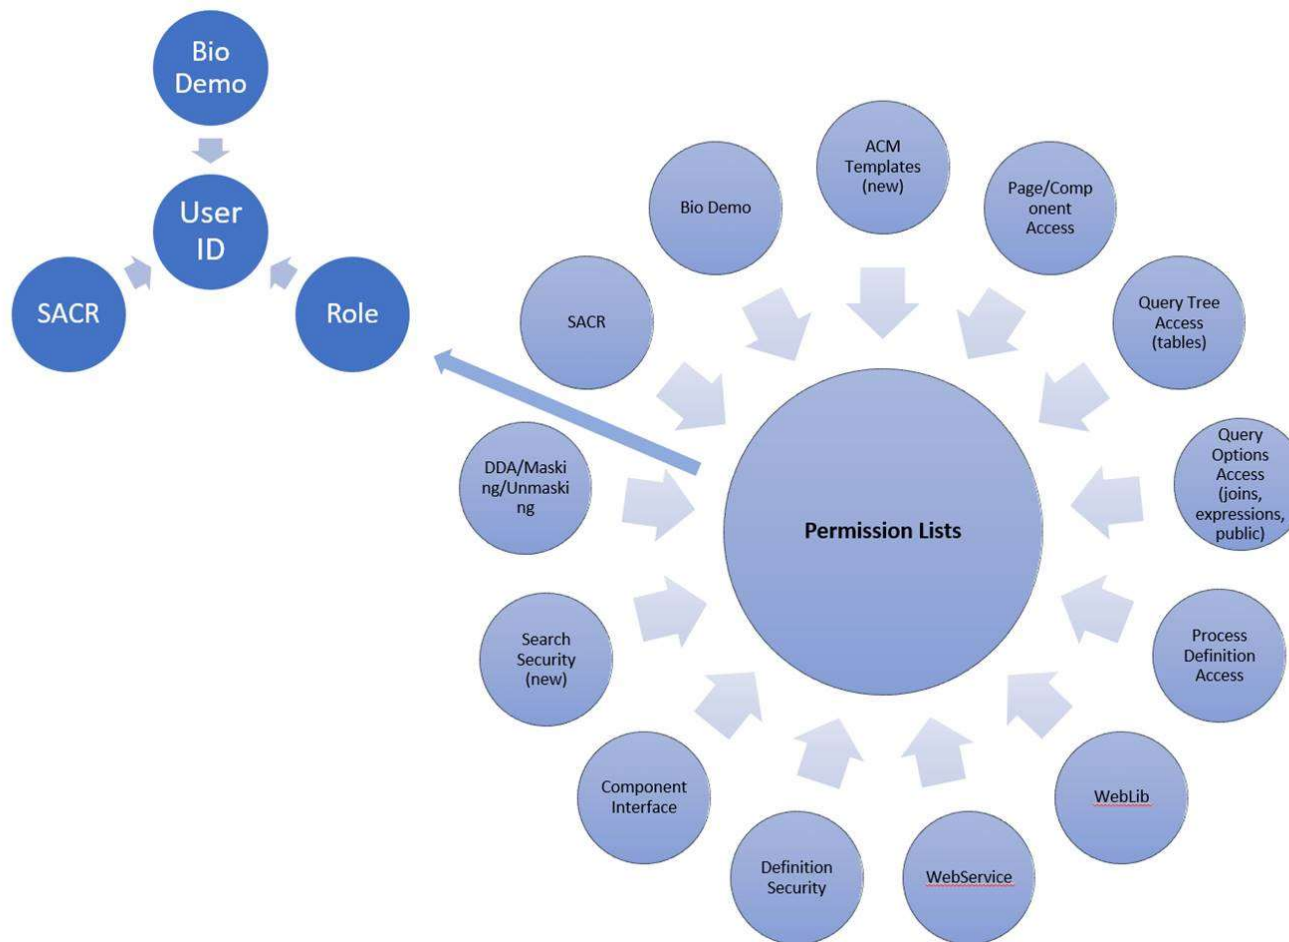 Bio
Demo
User
ID
SACR
Role
ACM
Templates
(new)
Page/Comp
onent
Access
Query Tree
Access
(tables)
Query
Options
Access
(joins,
expressions,
public)
Process
Definition
Access
WebLib
WebService
Definition
Security
Component
Interface
Search
Security
(new)
DDA/Maski
ng/Unmaski
ng
SACR
Bio Demo
Permission Lists